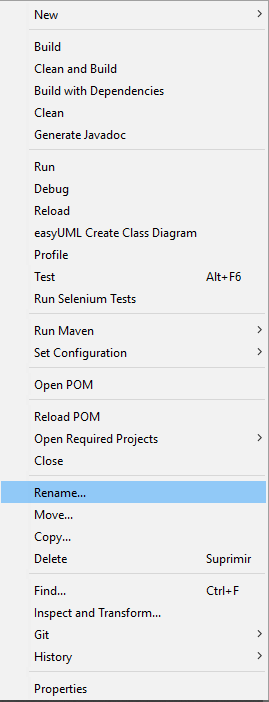 New
Build
Clean and Build
Build with Dependencies
Clean
Generate Javadoc
Run
Debug
Reload
easyUML Create Class Diagram
Profile
Test Alt+F6
Run Selenium Tests
Run Maven
Set Configuration
Open POM
Reload POM
Open Required Projects
Close
Rename...
Move...
Copy...
Delete Suprimir
Find... Ctrl+F
Inspect and Transform...
Git
History
Properties